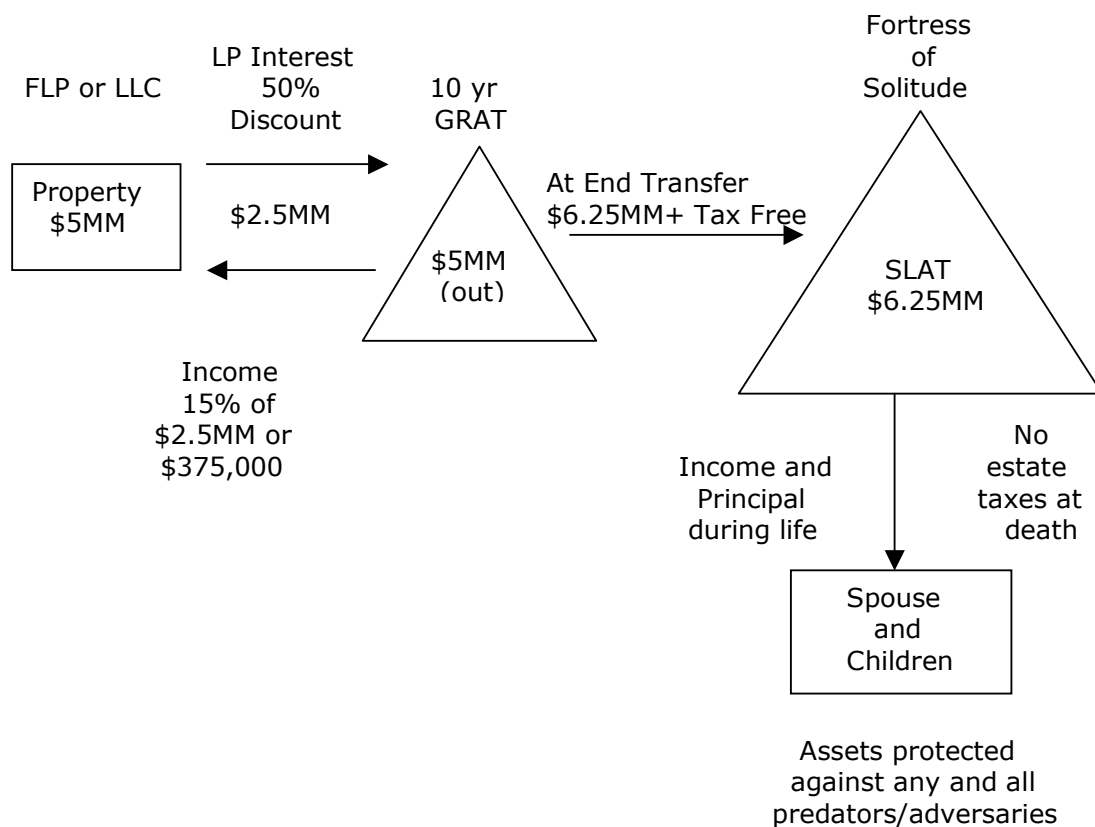 FLP or LLC
Property
$5MM
LP Interest
50%
Discount
$2.5MM
Income
15% of
$2.5MM or
$375,000
10 yr
GRAT
$5MM
(out)
At End Transfer
$6.25MM+ Tax Free
Fortress
of
Solitude
SLAT
$6.25MM
Income and
Principal
during life
No
estate
taxes at
death
Spouse
and
Children
Assets protected
against any and all
predators/adversaries